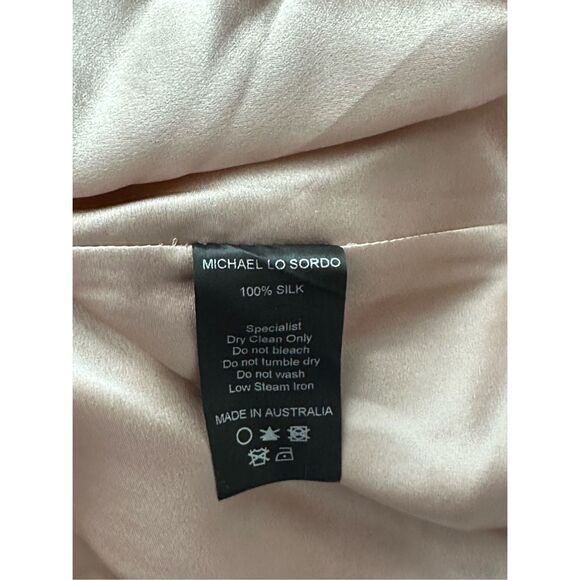 MICHAEL LO SORDO
100% SILK
Specialist
Dry Clean Only
Do not bleach
Do not tumble dry
Do not wash
Low Steam Iron
MADE IN AUSTRALIA